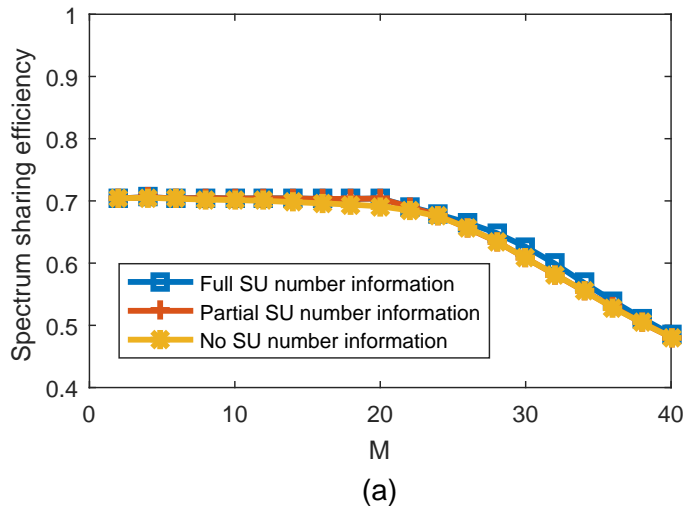 1
0.9
0.8
0.7
0.6
0.5
0.4
Spectrum sharing efficiency
Full SU number information
Partial SU number information
No SU number information
0 10 20 30 40
M
(a)